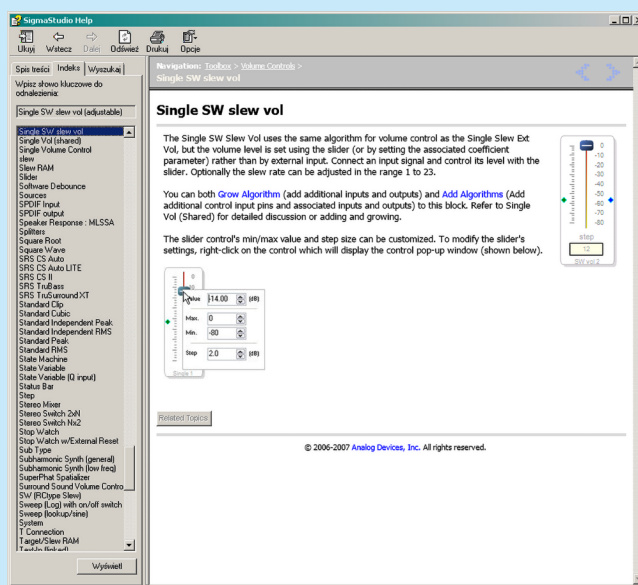 SigmaStudio Help
Ukryj Wstecz Dalej Odśwież Drukuj Opcje
Spis treści Indeks Wyszukaj
Wpisz słowo kluczowe do
odnalezienia:
Single SW slew vol (adjustable)
Single SW slew vol
Single Vol (shared)
Single Volume Control
slew
Slew RAM
Slider
Software Debounce
Sources
SPDIF Input
SPDIF output
Speaker Response : MLSSA
Splitters
Square Root
Square Wave
SRS CS Auto
SRS CS Auto LITE
SRS CS II
SRS TruBass
SRS TruSurround XT
Standard Clip
Standard Cubic
Standard Independent Peak
Standard Independent RMS
Standard Peak
Standard RMS
State Machine
State Variable
State Variable (Q input)
Status Bar
Step
Stereo Mixer
Stereo Switch 2xN
Stereo Switch Nx2
Stop Watch
Stop Watch w/External Reset
Sub Type
Subharmonic Synth (general)
Subharmonic Synth (low freq)
SuperPhat Spatializer
Surround Sound Volume Contro
SW (RCtype Slew)
Sweep (Log) with on/off switch
Sweep (lookup/sine)
System
T Connection
Target/Slew RAM
Text-In (linked)
Wyświetl
Navigation: Toolbox > Volume Controls >
Single SW slew vol
Single SW slew vol
The Single SW Slew Vol uses the same algorithm for volume control as the Single Slew Ext
Vol, but the volume level is set using the slider (or by setting the associated coefficient
parameter) rather than by external input. Connect an input signal and control its level with the
slider. Optionally the slew rate can be adjusted in the range 1 to 23.
You can both Grow Algorithm (add additional inputs and outputs) and Add Algorithms (Add
additional control input pins and associated inputs and outputs) to this block. Refer to Single
Vol (Shared) for detailed discussion or adding and growing.
The slider control's min/max value and step size can be customized. To modify the slider's
settings, right-click on the control which will display the control pop-up window (shown below).
0
-10
-20
-30
-40
-50
-60
-70
-80
step
12
SW vol 2
0
Value -14.00 (dB)
Max. 0
Min. -80
Step 2.0 (dB)
Single 1
Related Topics
© 2006-2007 Analog Devices, Inc. All rights reserved.